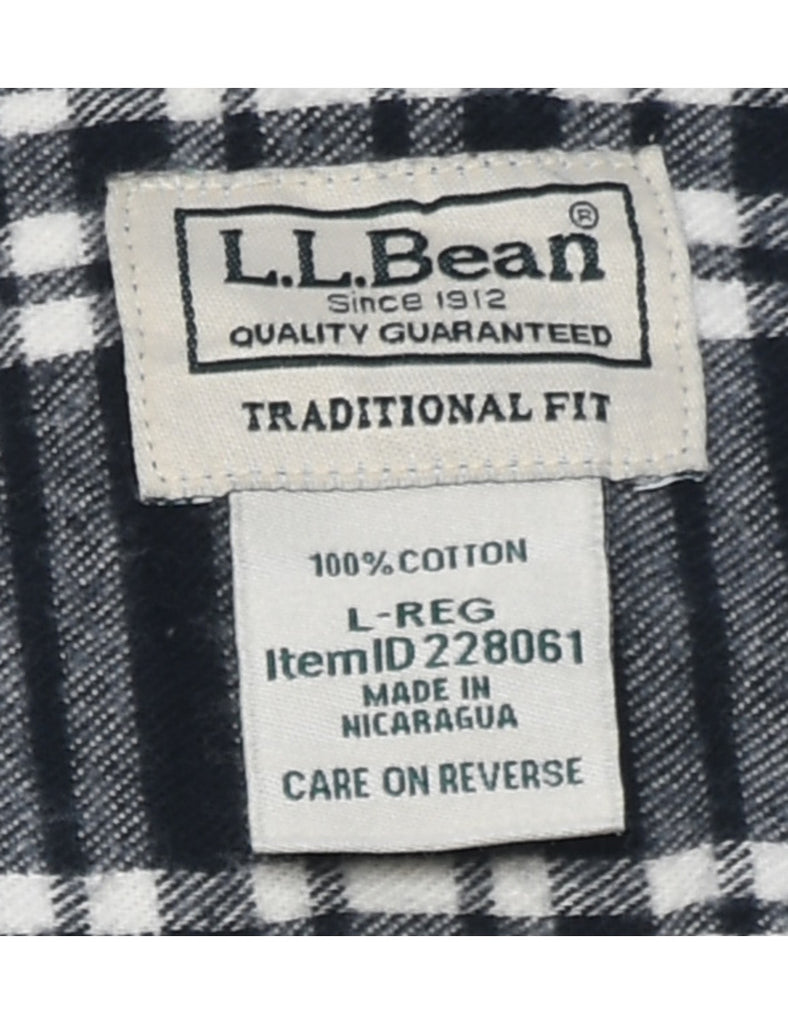 L.L.Bean®
Since 1912
QUALITY GUARANTEED
TRADITIONAL FIT
100% COTTON
L-REG
ItemID 228061
MADE IN
NICARAGUA
CARE ON REVERSE